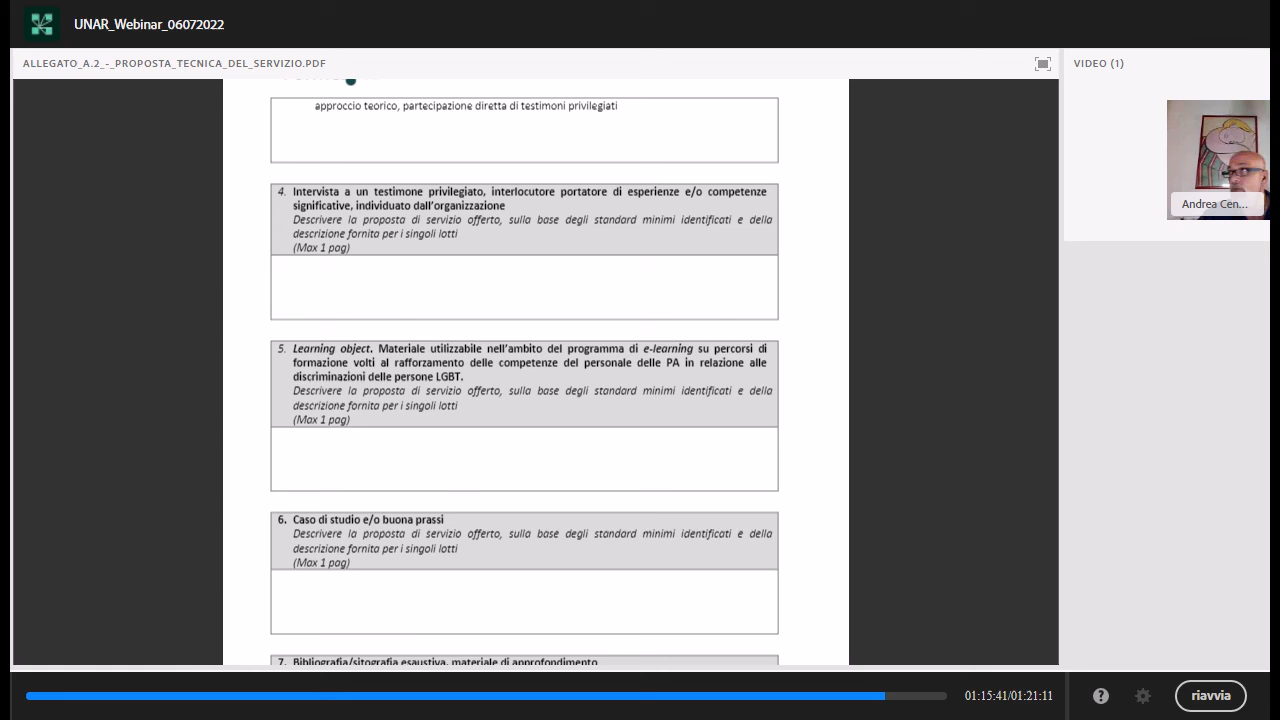 UNAR_Webinar_06072022
ALLEGATO_A.2_-_PROPOSTA_TECNICA_DEL_SERVIZIO.PDF
VIDEO (1)
approccio teorico, partecipazione diretta di testimoni privilegiati
4. Intervista a un testimone privilegiato, interlocutore portatore di esperienze e/o competenze
significative, individuato dall'organizzazione
Descrivere la proposta di servizio offerto, sulla base degli standard minimi identificati e della
descrizione fornita per i singoli lotti
(Max 1 pag)
5. Learning object. Materiale utilizzabile nell'ambito del programma di e-learning su percorsi di
formazione volti al rafforzamento delle competenze del personale delle PA in relazione alle
discriminazioni delle persone LGBT.
Descrivere la proposta di servizio offerto, sulla base degli standard minimi identificati e della
descrizione fornita per i singoli lotti
(Max 1 pag)
6. Caso di studio e/o buona prassi
Descrivere la proposta di servizio offerto, sulla base degli standard minimi identificati e della
descrizione fornita per i singoli lotti
(Max 1 pag)
7. Bibliografia/sitografia esaustiva, materiale di approfondimento
Andrea Cen...
01:15:41/01:21:11
riavvia